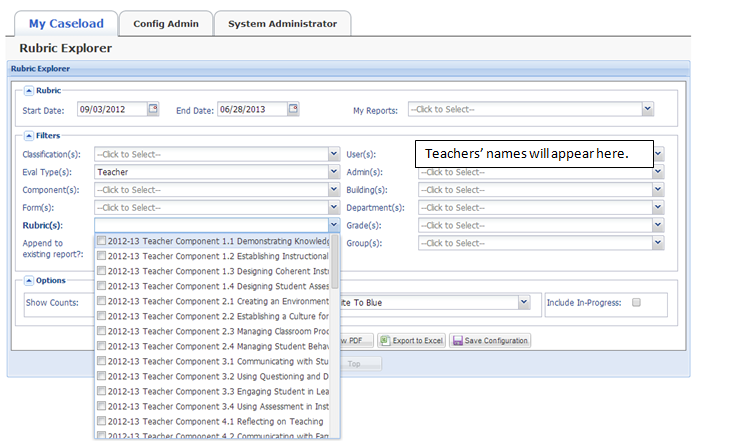 My Caseload Config Admin System Administrator
Rubric Explorer
Rubric Explorer
Rubric
Start Date: 09/03/2012 End Date: 06/28/2013 My Reports: --Click to Select--
Filters
Classification(s): --Click to Select-- User(s): Teachers' names will appear here.
Eval Type(s): Teacher Admin(s): --Click to Select--
Component(s): --Click to Select-- Building(s): --Click to Select--
Form(s): --Click to Select-- Department(s): --Click to Select--
Rubric(s): Grade(s): --Click to Select--
Append to Group(s): --Click to Select--
existing report?:
2012-13 Teacher Component 1.1 Demonstrating Knowledg
2012-13 Teacher Component 1.2 Establishing Instructional
2012-13 Teacher Component 1.3 Designing Coherent Inst
2012-13 Teacher Component 1.4 Designing Student Asses
2012-13 Teacher Component 2.1 Creating an Environment
2012-13 Teacher Component 2.2 Establishing a Culture for
2012-13 Teacher Component 2.3 Managing Classroom Proc
2012-13 Teacher Component 2.4 Managing Student Behav
2012-13 Teacher Component 3.1 Communicating with Stu
2012-13 Teacher Component 3.2 Using Questioning and D
2012-13 Teacher Component 3.3 Engaging Student in Lea
2012-13 Teacher Component 3.4 Using Assessment in Inst
2012-13 Teacher Component 4.1 Reflecting on Teaching
2012-13 Teacher Component 4.2 Communicating with Fam
Options
Show Counts: ite To Blue Include In-Progress:
w PDF Export to Excel Save Configuration
Top